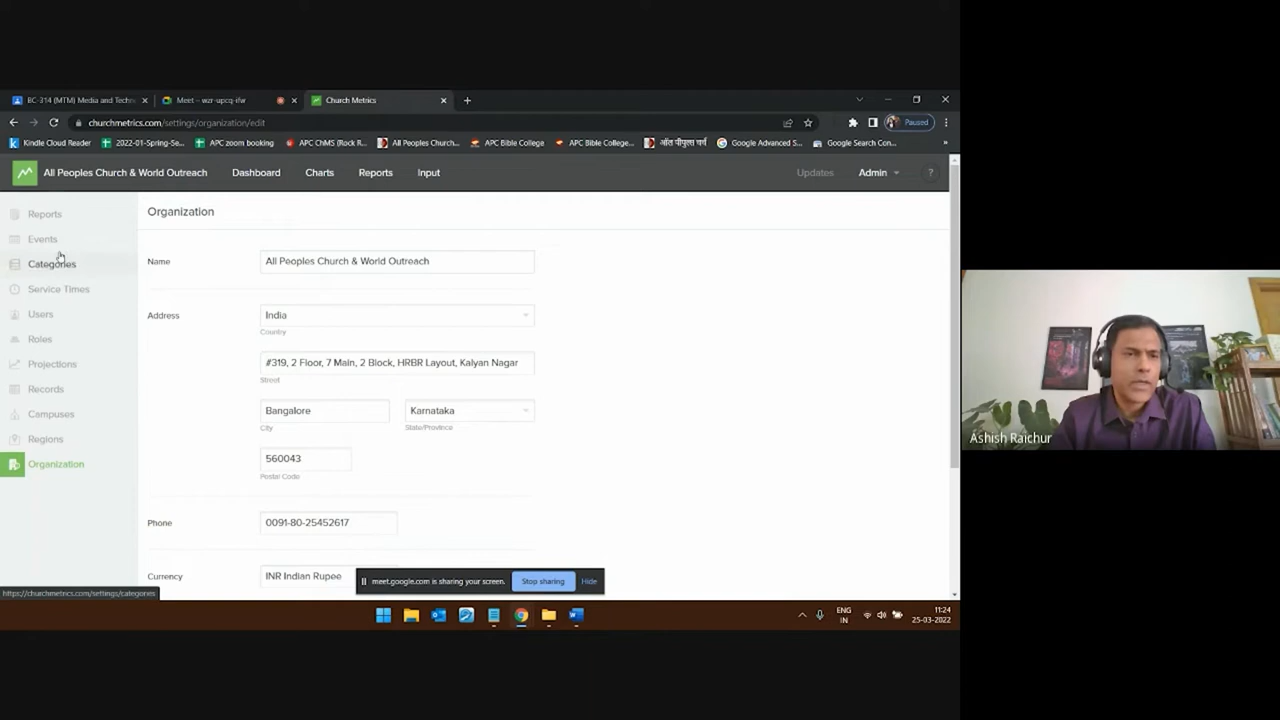 BC-314 (MTM) Media and Techn
Meet – wzr-upcq-ifw
Church Metrics
churchmetrics.com/settings/organization/edit
Paused
Kindle Cloud Reader
2022-01-Spring-Se...
APC zoom booking
APC ChMS (Rock R...
All Peoples Church...
APC Bible College
APC Bible College...
ऑल पीपुल्स चर्च
Google Advanced S...
Google Search Con...
All Peoples Church & World Outreach
Dashboard
Charts
Reports
Input
Updates
Admin
?
Reports
Events
Categories
Service Times
Users
Roles
Projections
Records
Campuses
Regions
Organization
Organization
Name
All Peoples Church & World Outreach
Address
India
Country
#319, 2 Floor, 7 Main, 2 Block, HRBR Layout, Kalyan Nagar
Street
Bangalore
Karnataka
City
State/Province
560043
Postal Code
Phone
0091-80-25452617
Currency
INR Indian Rupee
meet.google.com is sharing your screen.
Stop sharing
Hide
https://churchmetrics.com/settings/categories
ENG
IN
11:24
25-03-2022
Ashish Raichur